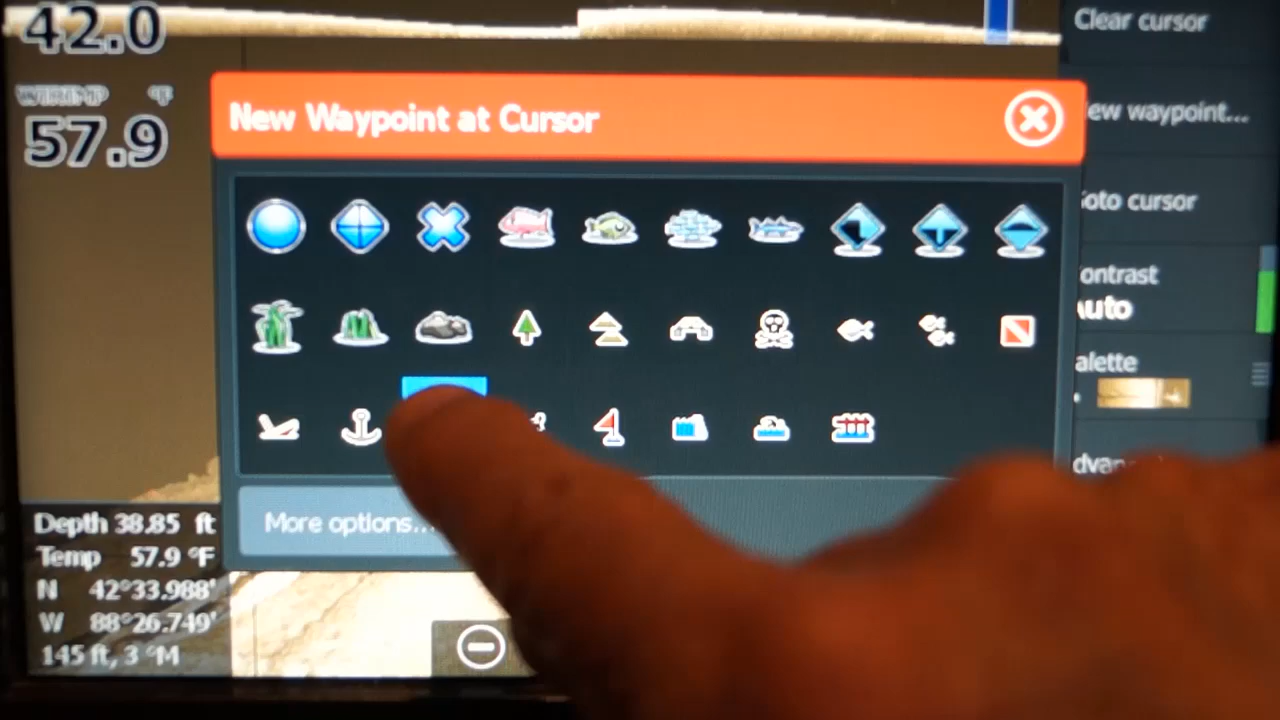 42.0
°F
57.9
New Waypoint at Cursor
Clear cursor
ew waypoint...
oto cursor
ontrast
uto
alette
More options...
Depth 38.85 ft
Temp 57.9 °F
N 42°33.988'
W 88°26.749'
145 ft, 3 °M